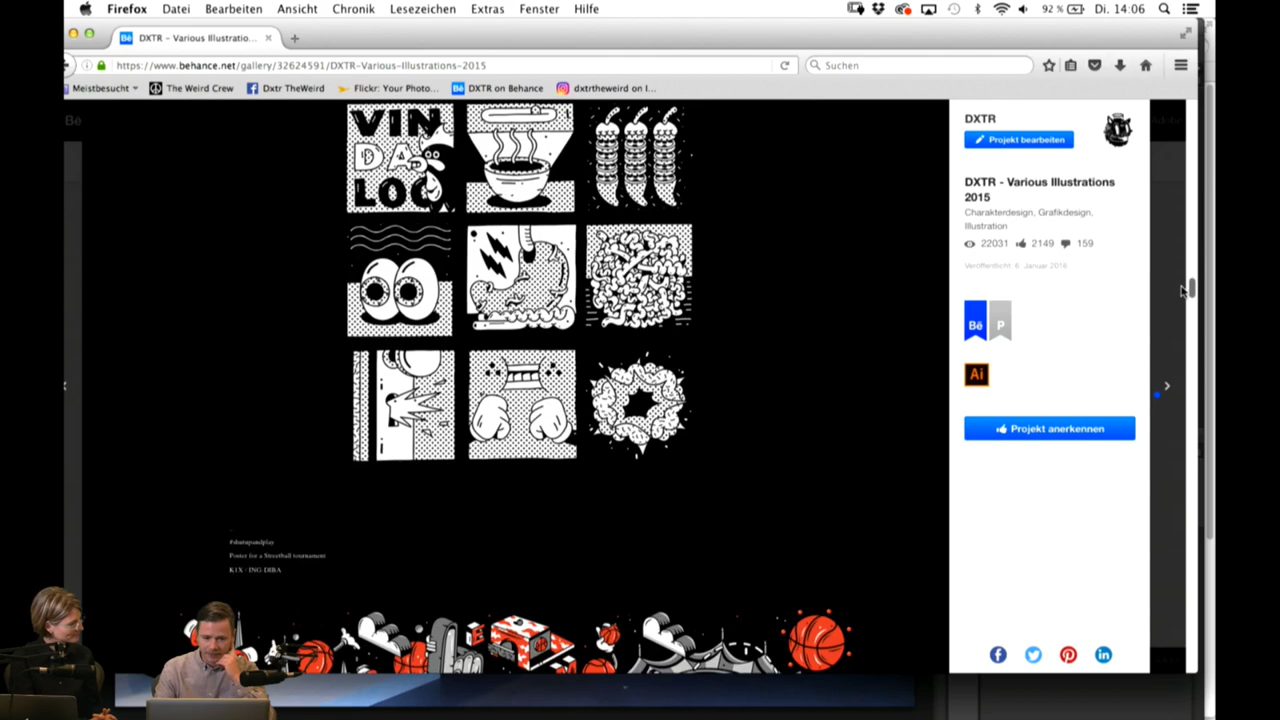 Firefox Datei Bearbeiten Ansicht Chronik Lesezeichen Extras Fenster Hilfe 92 % Di. 14:06
Bē DXTR - Various Illustratio... × +
https://www.behance.net/gallery/32624591/DXTR-Various-Illustrations-2015 Suchen
Meistbesucht The Weird Crew Dxtr TheWeird Flickr: Your Photo... Bē DXTR on Behance dxtrtheweird on I...
Bē
DXTR
Projekt bearbeiten
DXTR - Various Illustrations
2015
Charakterdesign, Grafikdesign,
Illustration
22031 2149 159
Veröffentlicht: 6. Januar 2016
Bē P
Ai
Projekt anerkennen
VIN
DA
LOO
#shutupandplay
Poster for a Streetball tournament
K1X / ING DIBA